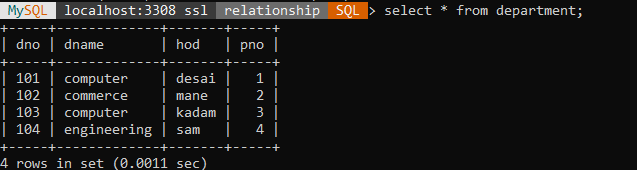 MySQL localhost:3308 ssl relationship SQL > select * from department;
+-----+-------------+-------+-----+
| dno | dname       | hod   | pno |
+-----+-------------+-------+-----+
| 101 | computer    | desai |   1 |
| 102 | commerce    | mane  |   2 |
| 103 | computer    | kadam |   3 |
| 104 | engineering | sam   |   4 |
+-----+-------------+-------+-----+
4 rows in set (0.0011 sec)